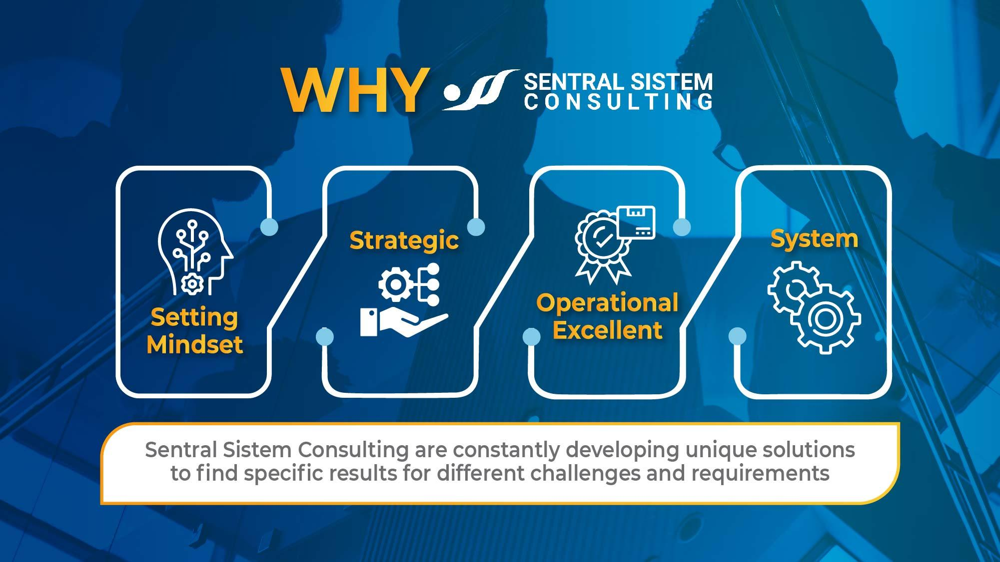 WHY
SENTRAL SISTEM
CONSULTING
Setting
Mindset
Strategic
Operational
Excellent
System
Sentral Sistem Consulting are constantly developing unique solutions
to find specific results for different challenges and requirements